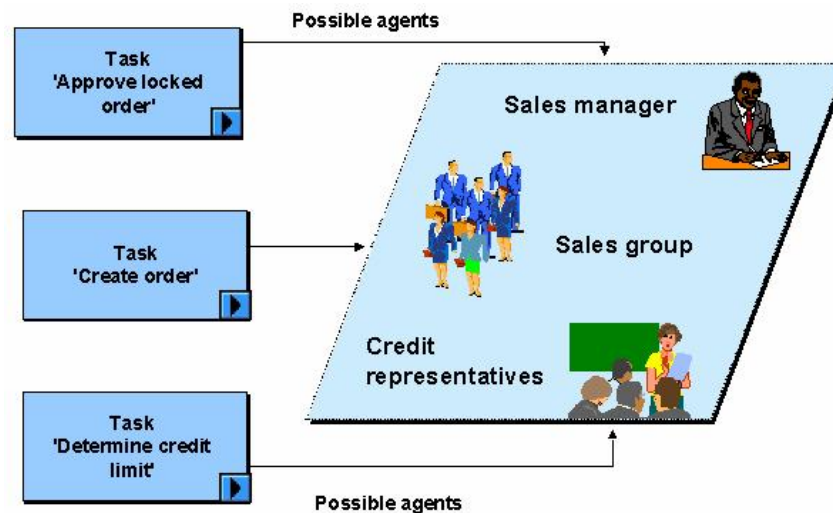 Possible agents
Task
'Approve locked
order'
Sales manager
Task
'Create order'
Sales group
Credit
representatives
Task
'Determine credit
limit'
Possible agents